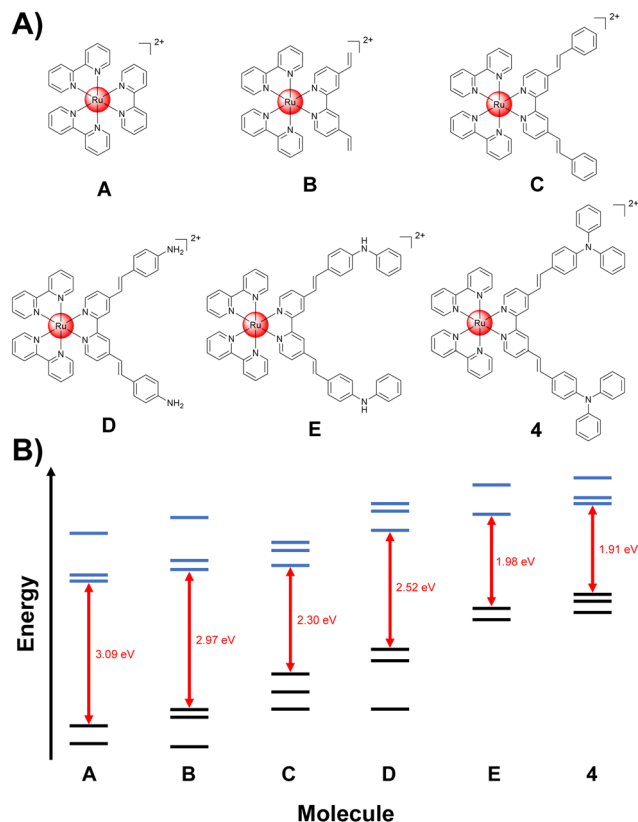 A)
2+
2+
2+
N N N Ru N N N
N N N Ru N N N
N N N Ru N N N
A
B
C
2+
2+
2+
NH2
N N N Ru N N N
NH2
H N
N N N Ru N N N
N H
N
N N N Ru N N N
N
D
E
4
B)
Energy
3.09 eV
2.97 eV
2.30 eV
2.52 eV
1.98 eV
1.91 eV
A B C D E 4
Molecule